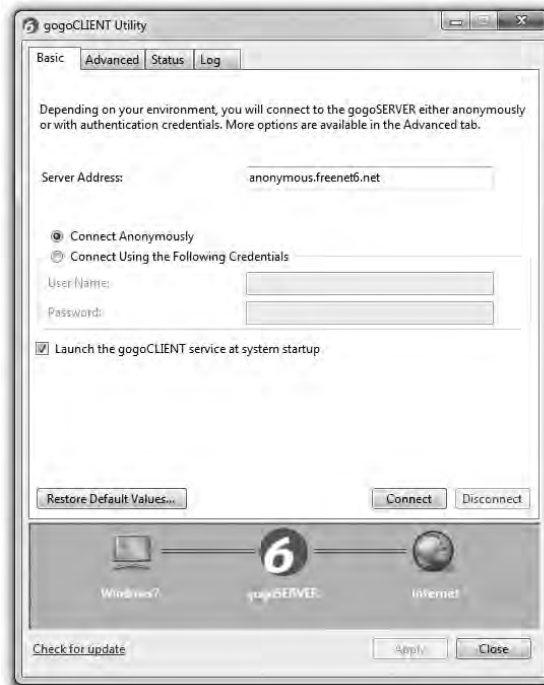 gogoCLIENT Utility
Basic Advanced Status Log
Depending on your environment, you will connect to the gogoSERVER either anonymously
or with authentication credentials. More options are available in the Advanced tab.
Server Address: anonymous.freenet6.net
Connect Anonymously
Connect Using the Following Credentials
User Name:
Password:
Launch the gogoCLIENT service at system startup
Restore Default Values... Connect Disconnect
6
Windows7 gogoSERVER Internet
Check for update Apply Close